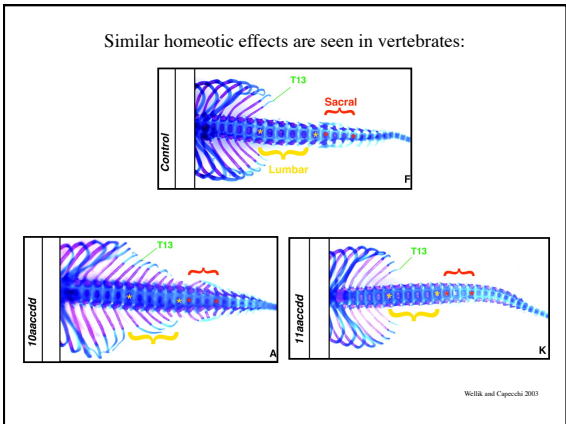 Similar homeotic effects are seen in vertebrates:
Control
T13
Sacral
*
*
Lumbar
F
10aaccdd
T13
*
*
A
11aaccdd
T13
*
*
K
Wellik and Capecchi 2003